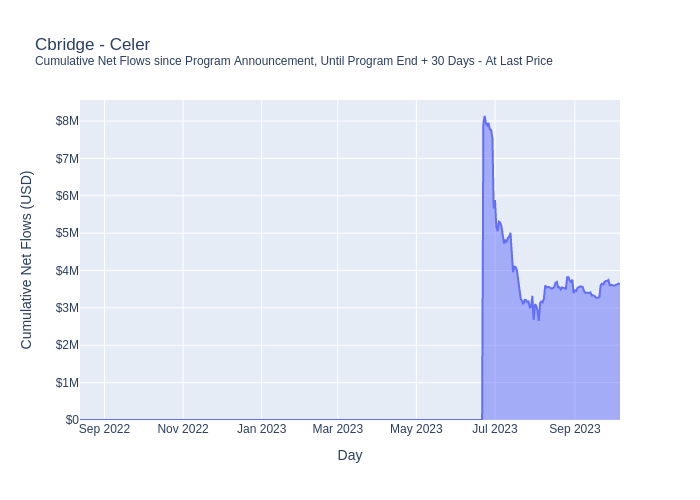 Cbridge - Celer
Cumulative Net Flows since Program Announcement, Until Program End + 30 Days - At Last Price
$8M
$7M
$6M
$5M
$4M
$3M
$2M
$1M
$0
Cumulative Net Flows (USD)
Sep 2022 Nov 2022 Jan 2023 Mar 2023 May 2023 Jul 2023 Sep 2023
Day